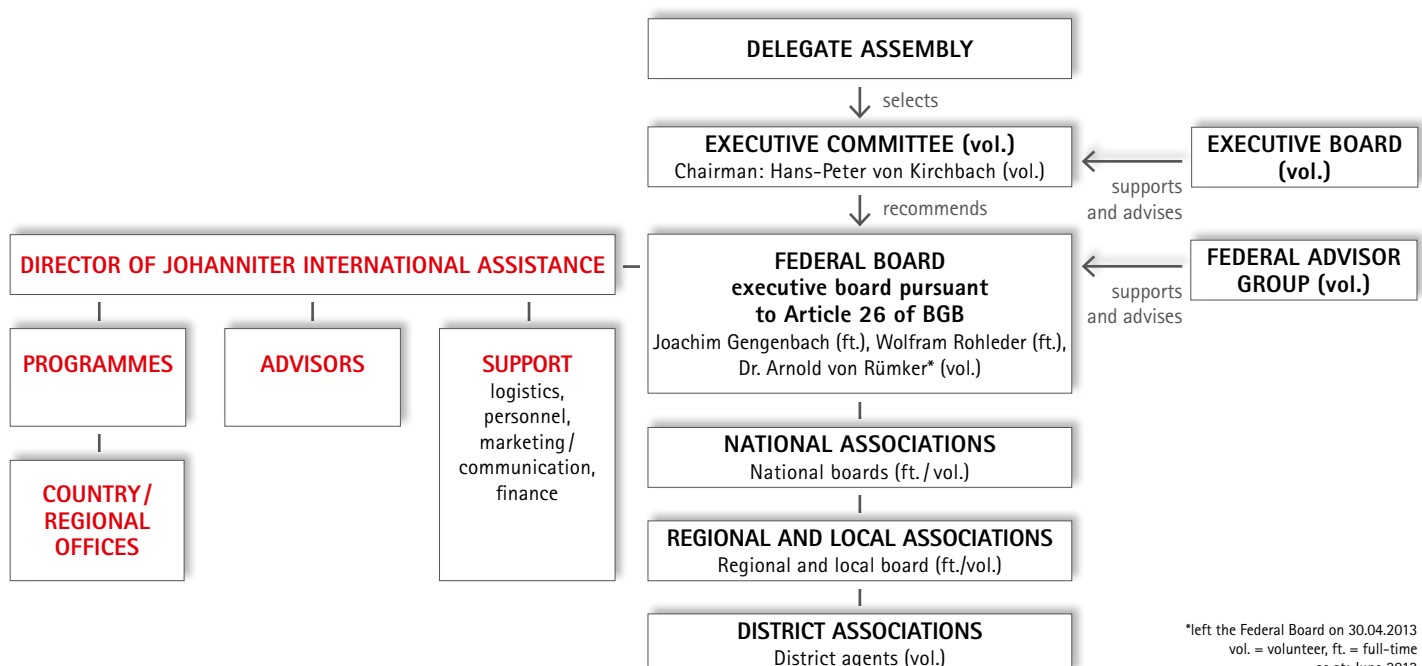 DELEGATE ASSEMBLY
selects
EXECUTIVE COMMITTEE (vol.)
Chairman: Hans-Peter von Kirchbach (vol.)
EXECUTIVE BOARD
(vol.)
supports
and advises
recommends
DIRECTOR OF JOHANNITER INTERNATIONAL ASSISTANCE
FEDERAL BOARD
executive board pursuant
to Article 26 of BGB
Joachim Gengenbach (ft.), Wolfram Rohleder (ft.),
Dr. Arnold von Rümker* (vol.)
FEDERAL ADVISOR
GROUP (vol.)
supports
and advises
PROGRAMMES
ADVISORS
SUPPORT
logistics,
personnel,
marketing/
communication,
finance
COUNTRY/
REGIONAL
OFFICES
NATIONAL ASSOCIATIONS
National boards (ft./vol.)
REGIONAL AND LOCAL ASSOCIATIONS
Regional and local board (ft./vol.)
DISTRICT ASSOCIATIONS
District agents (vol.)
*left the Federal Board on 30.04.2013
vol. = volunteer, ft. = full-time